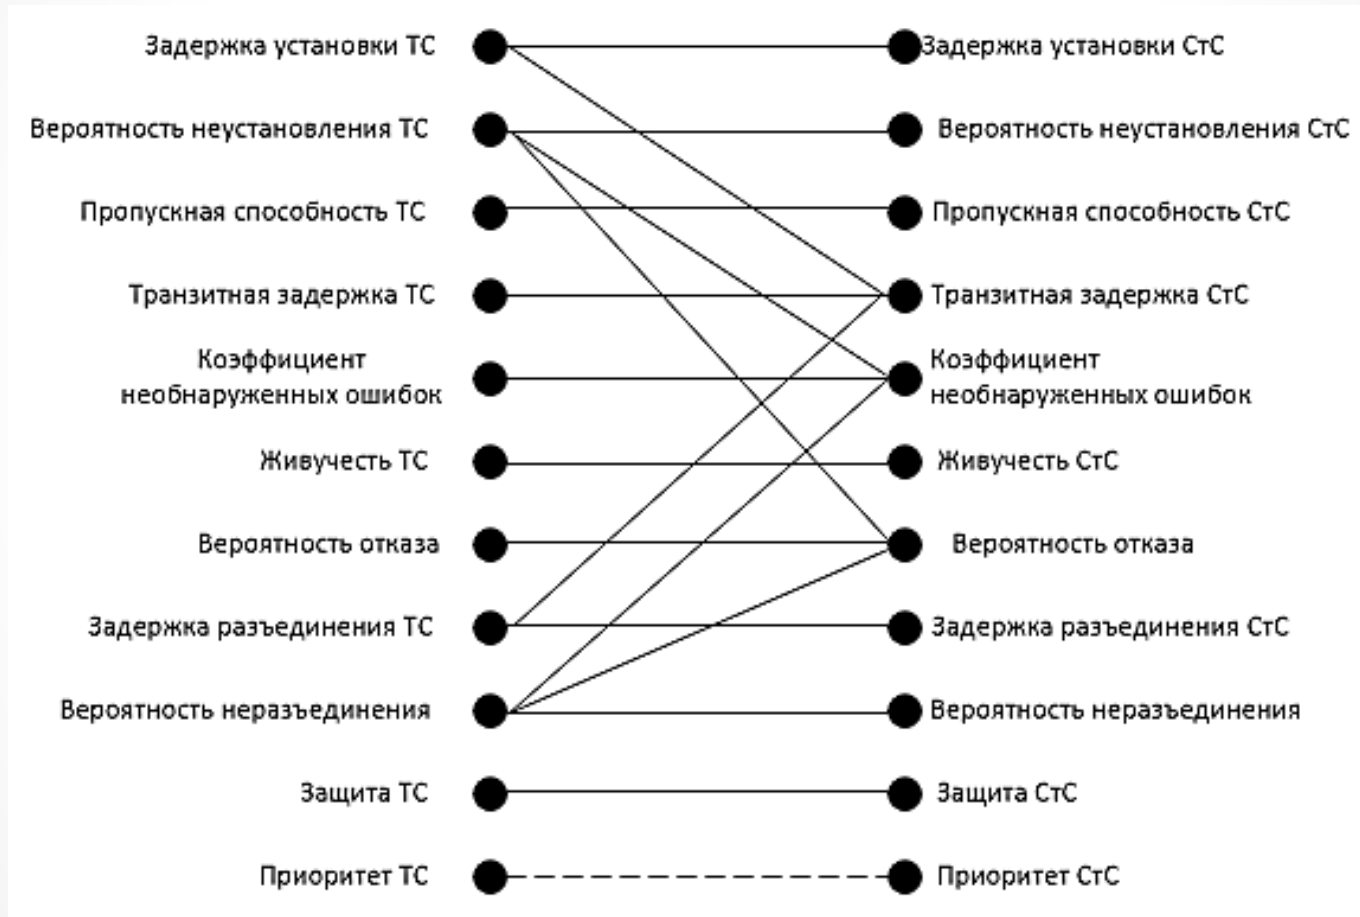 Задержка установки ТС
Задержка установки СтС
Вероятность неустановления ТС
Вероятность неустановления СтС
Пропускная способность ТС
Пропускная способность СтС
Транзитная задержка ТС
Транзитная задержка СтС
Коэффициент
необнаруженных ошибок
Коэффициент
необнаруженных ошибок
Живучесть ТС
Живучесть СтС
Вероятность отказа
Вероятность отказа
Задержка разъединения ТС
Задержка разъединения СтС
Вероятность неразъединения
Вероятность неразъединения
Защита ТС
Защита СтС
Приоритет ТС
Приоритет СтС